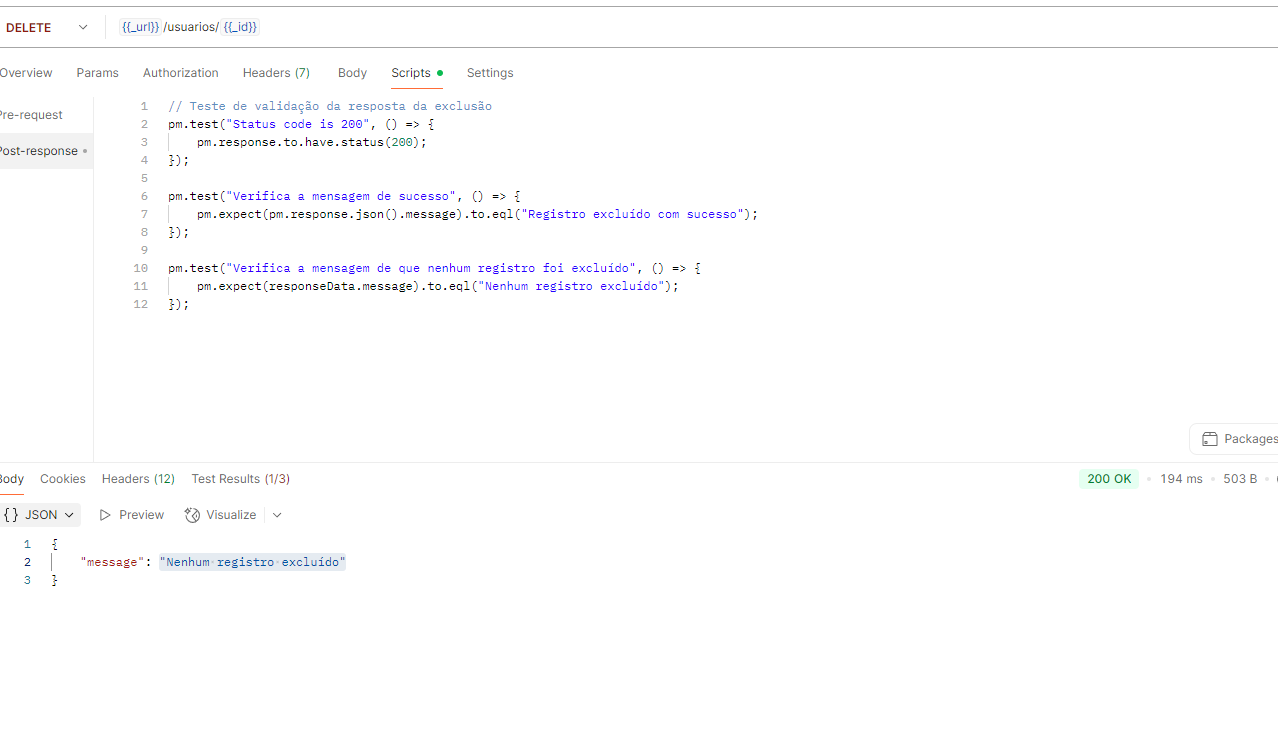 DELETE {{_url}}/usuarios/{{_id}}
Overview Params Authorization Headers (7) Body Scripts Settings
Pre-request
Post-response
1 // Teste de validação da resposta da exclusão
2 pm.test("Status code is 200", () => {
3 pm.response.to.have.status(200);
4 });
5
6 pm.test("Verifica a mensagem de sucesso", () => {
7 pm.expect(pm.response.json().message).to.eql("Registro excluído com sucesso");
8 });
9
10 pm.test("Verifica a mensagem de que nenhum registro foi excluído", () => {
11 pm.expect(responseData.message).to.eql("Nenhum registro excluído");
12 });
Packages
Body Cookies Headers (12) Test Results (1/3) 200 OK • 194 ms • 503 B •
{} JSON Preview Visualize
1 {
2 "message": "Nenhum registro excluído"
3 }